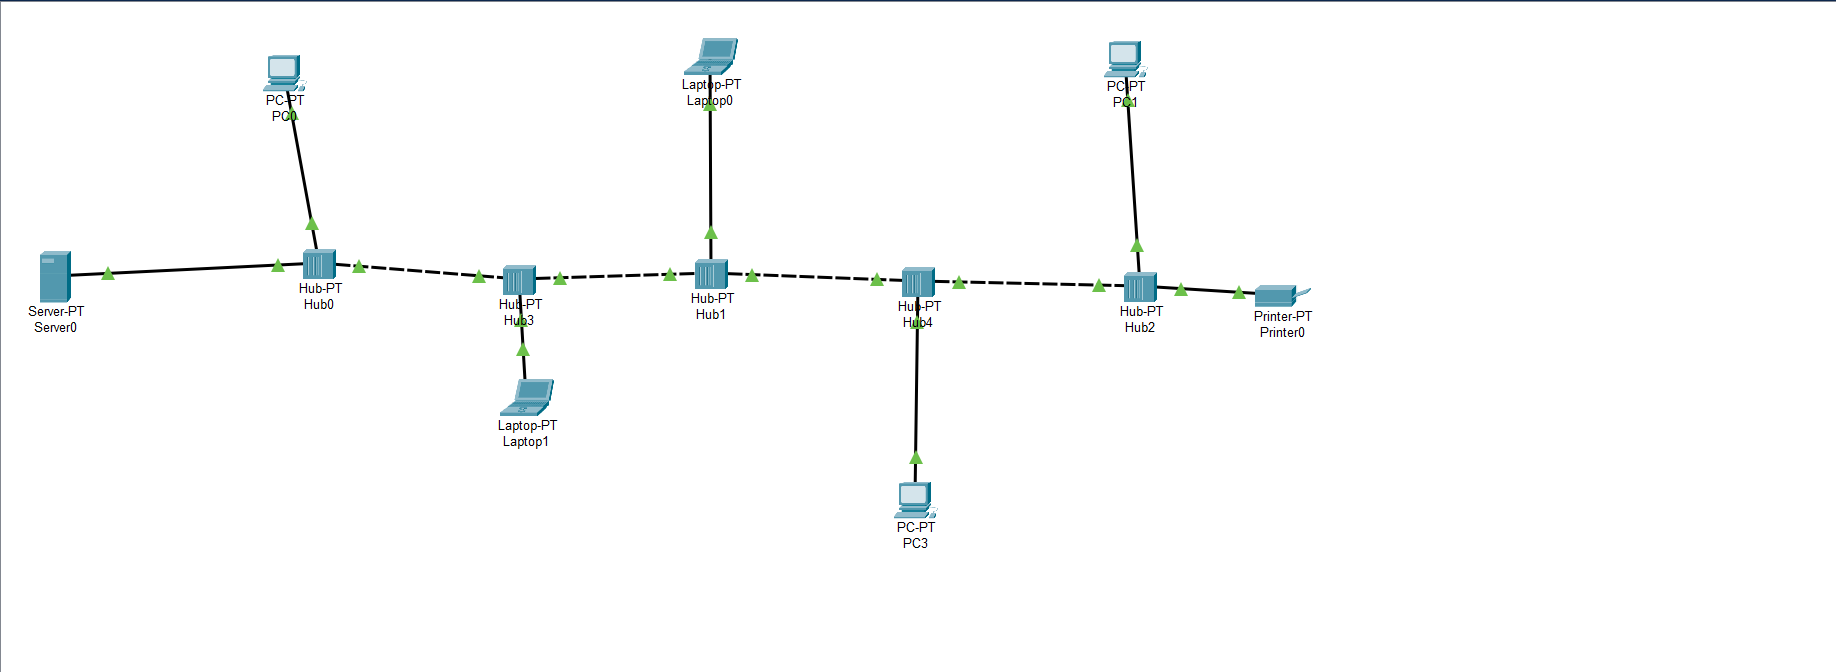 PC-PT
PC0
Laptop-PT
Laptop0
PC-PT
PC1
Server-PT
Server0
Hub-PT
Hub0
Hub-PT
Hub3
Hub-PT
Hub1
Hub-PT
Hub4
Hub-PT
Hub2
Printer-PT
Printer0
Laptop-PT
Laptop1
PC-PT
PC3